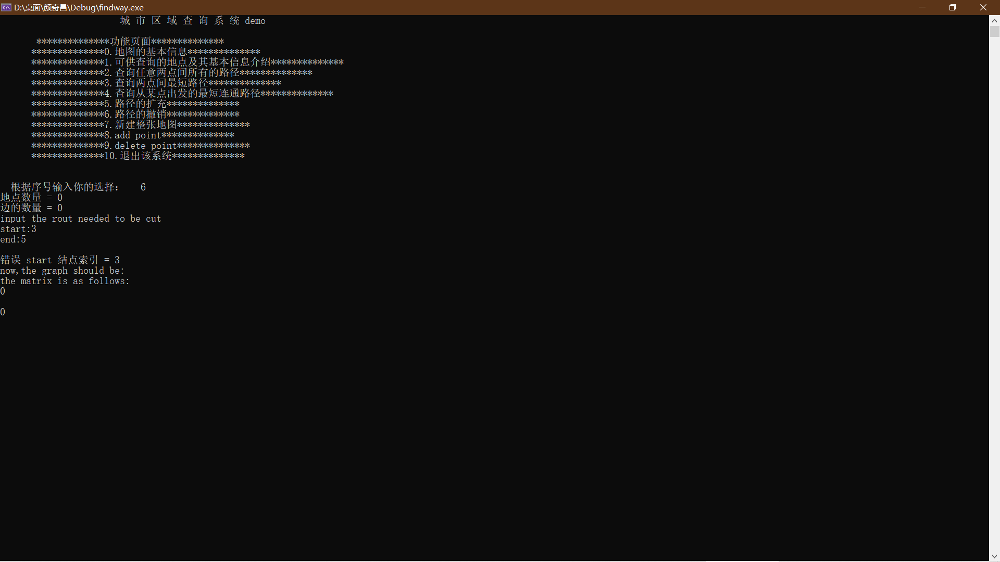 D:\桌面\颜奇昌\Debug\findway.exe
城 市 区 域 查 询 系 统 demo
**************功能页面**************
**************0.地图的基本信息**************
**************1.可供查询的地点及其基本信息介绍**************
**************2.查询任意两点间所有的路径**************
**************3.查询两点间最短路径**************
**************4.查询从某点出发的最短连通路径**************
**************5.路径的扩充**************
**************6.路径的撤销**************
**************7.新建整张地图**************
**************8.add point**************
**************9.delete point**************
**************10.退出该系统**************
根据序号输入你的选择： 6
地点数量 = 0
边的数量 = 0
input the rout needed to be cut
start:3
end:5
错误 start 结点索引 = 3
now,the graph should be:
the matrix is as follows:
0
0